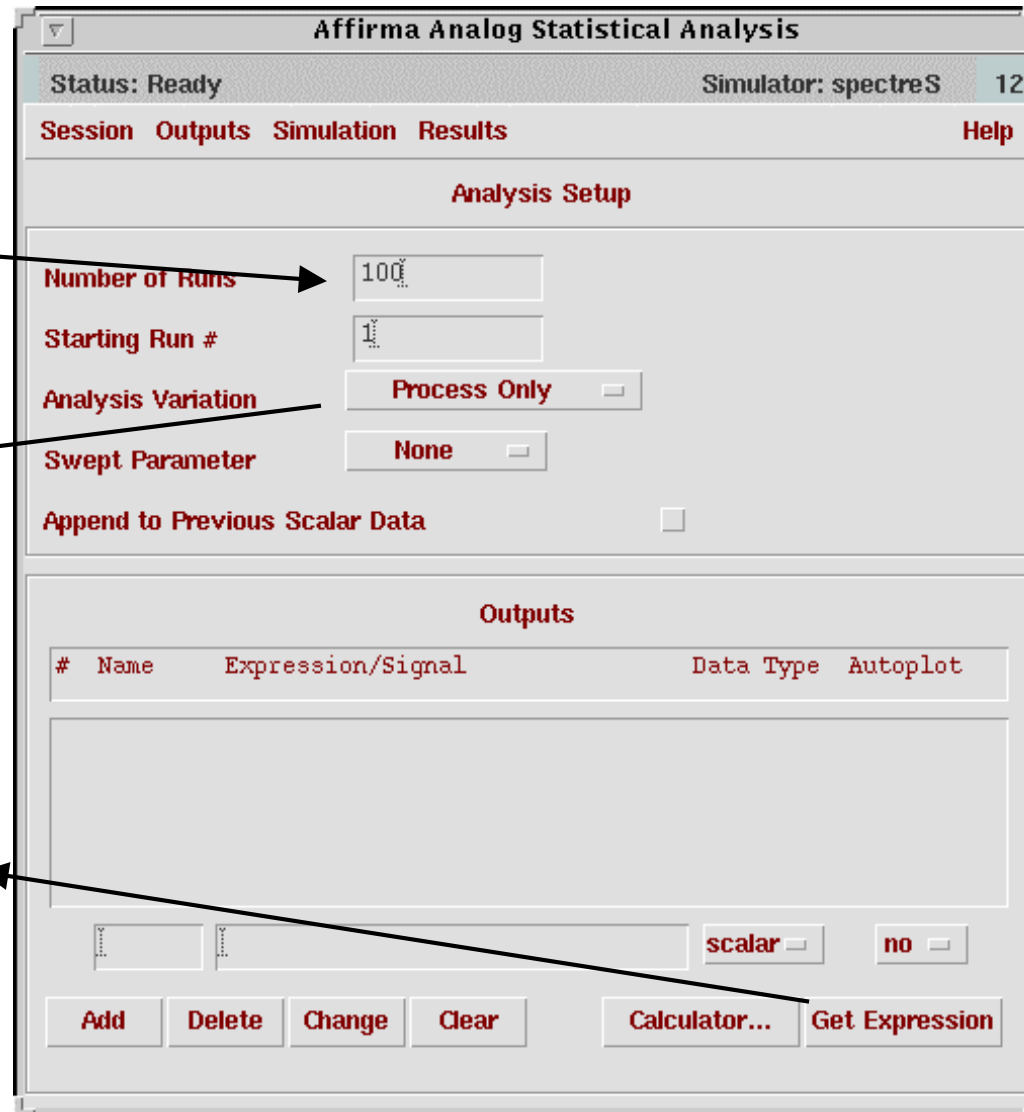 Affirma Analog Statistical Analysis
Status: Ready Simulator: spectreS 12
Session Outputs Simulation Results Help
Analysis Setup
Number of Runs 100
Starting Run # 1
Analysis Variation Process Only
Swept Parameter None
Append to Previous Scalar Data
Outputs
# Name Expression/Signal Data Type Autoplot
scalar no
Add Delete Change Clear Calculator... Get Expression